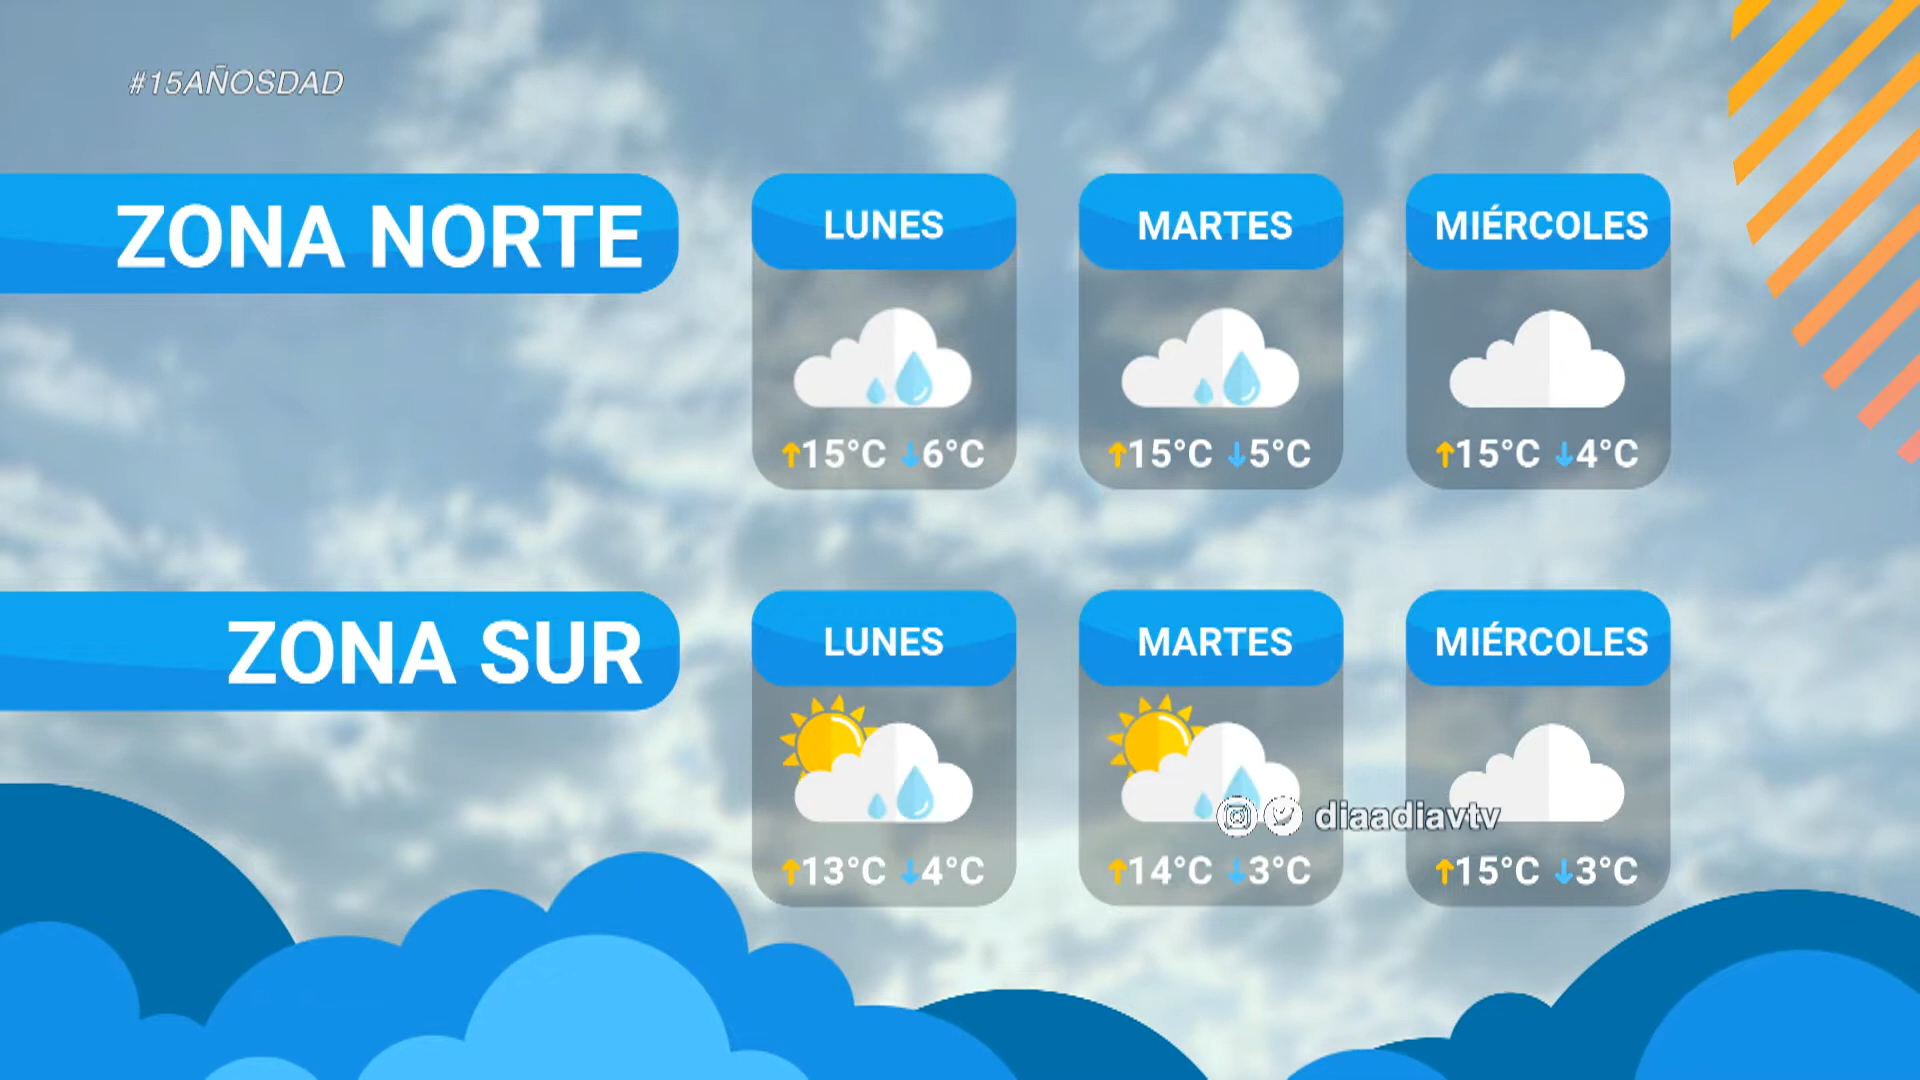 #15AÑOSDAD
ZONA NORTE
LUNES
MARTES
MIÉRCOLES
↑15°C ↓6°C
↑15°C ↓5°C
↑15°C ↓4°C
ZONA SUR
LUNES
MARTES
MIÉRCOLES
diaadiavtv
↑13°C ↓4°C
↑14°C ↓3°C
↑15°C ↓3°C